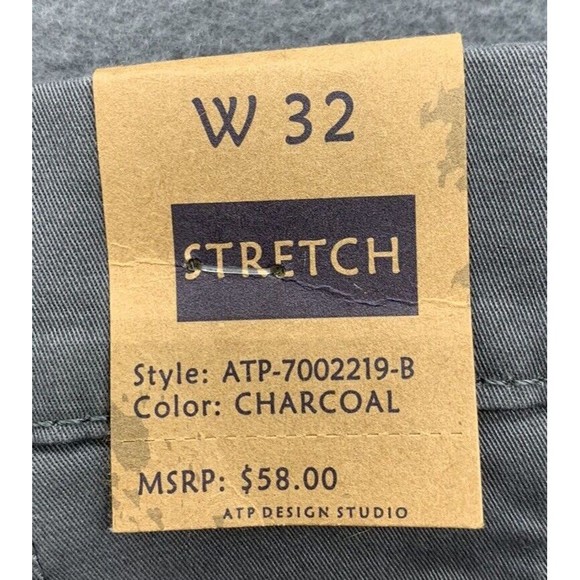 W 32
STRETCH
Style: ATP-7002219-B
Color: CHARCOAL
MSRP: $58.00
ATP DESIGN STUDIO